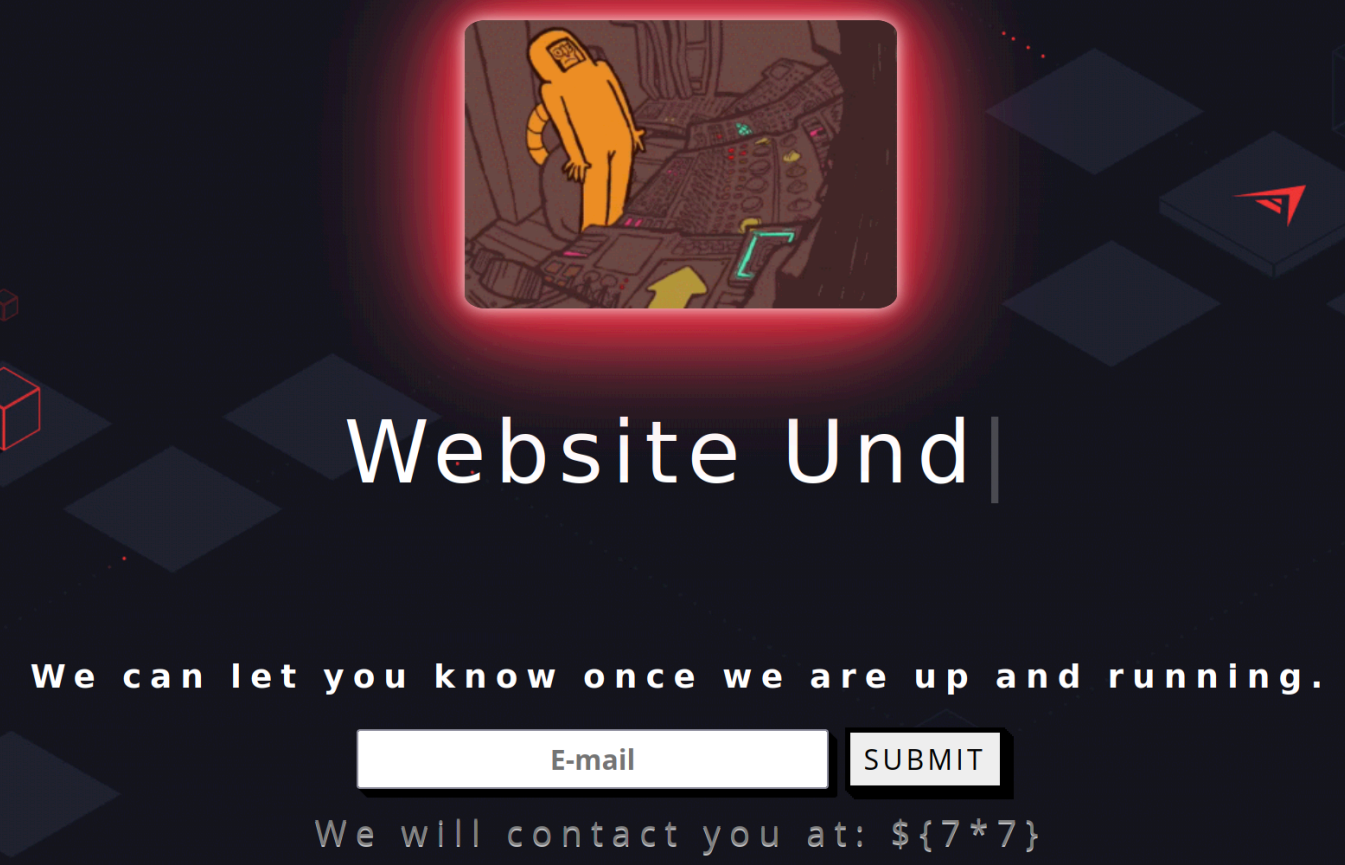 Website Und
We can let you know once we are up and running.
E-mail
SUBMIT
We will contact you at: ${7*7}